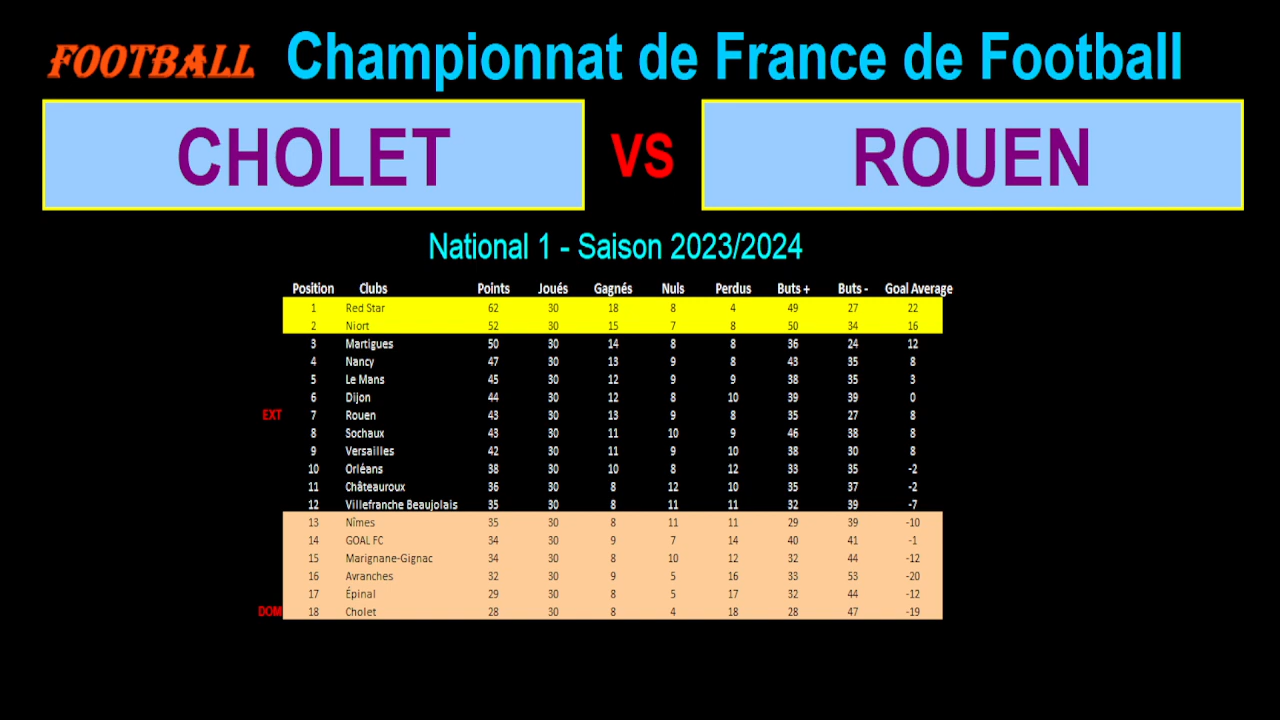 FOOTBALL Championnat de France de Football
CHOLET VS ROUEN
National 1 - Saison 2023/2024
Position Clubs Points Joués Gagnés Nuls Perdus Buts + Buts - Goal Average
1 Red Star 62 30 18 8 4 49 27 22
2 Niort 52 30 15 7 8 50 34 16
3 Martigues 50 30 14 8 8 36 24 12
4 Nancy 47 30 13 9 8 43 35 8
5 Le Mans 45 30 12 9 9 38 35 3
6 Dijon 44 30 12 8 10 39 39 0
EXT 7 Rouen 43 30 13 9 8 35 27 8
8 Sochaux 43 30 11 10 9 46 38 8
9 Versailles 42 30 11 9 10 38 30 8
10 Orléans 38 30 10 8 12 33 35 -2
11 Châteauroux 36 30 8 12 10 35 37 -2
12 Villefranche Beaujolais 35 30 8 11 11 32 39 -7
13 Nîmes 35 30 8 11 11 29 39 -10
14 GOAL FC 34 30 9 7 14 40 41 -1
15 Marignane-Gignac 34 30 8 10 12 32 44 -12
16 Avranches 32 30 9 5 16 33 53 -20
17 Épinal 29 30 8 5 17 32 44 -12
DOM 18 Cholet 28 30 8 4 18 28 47 -19